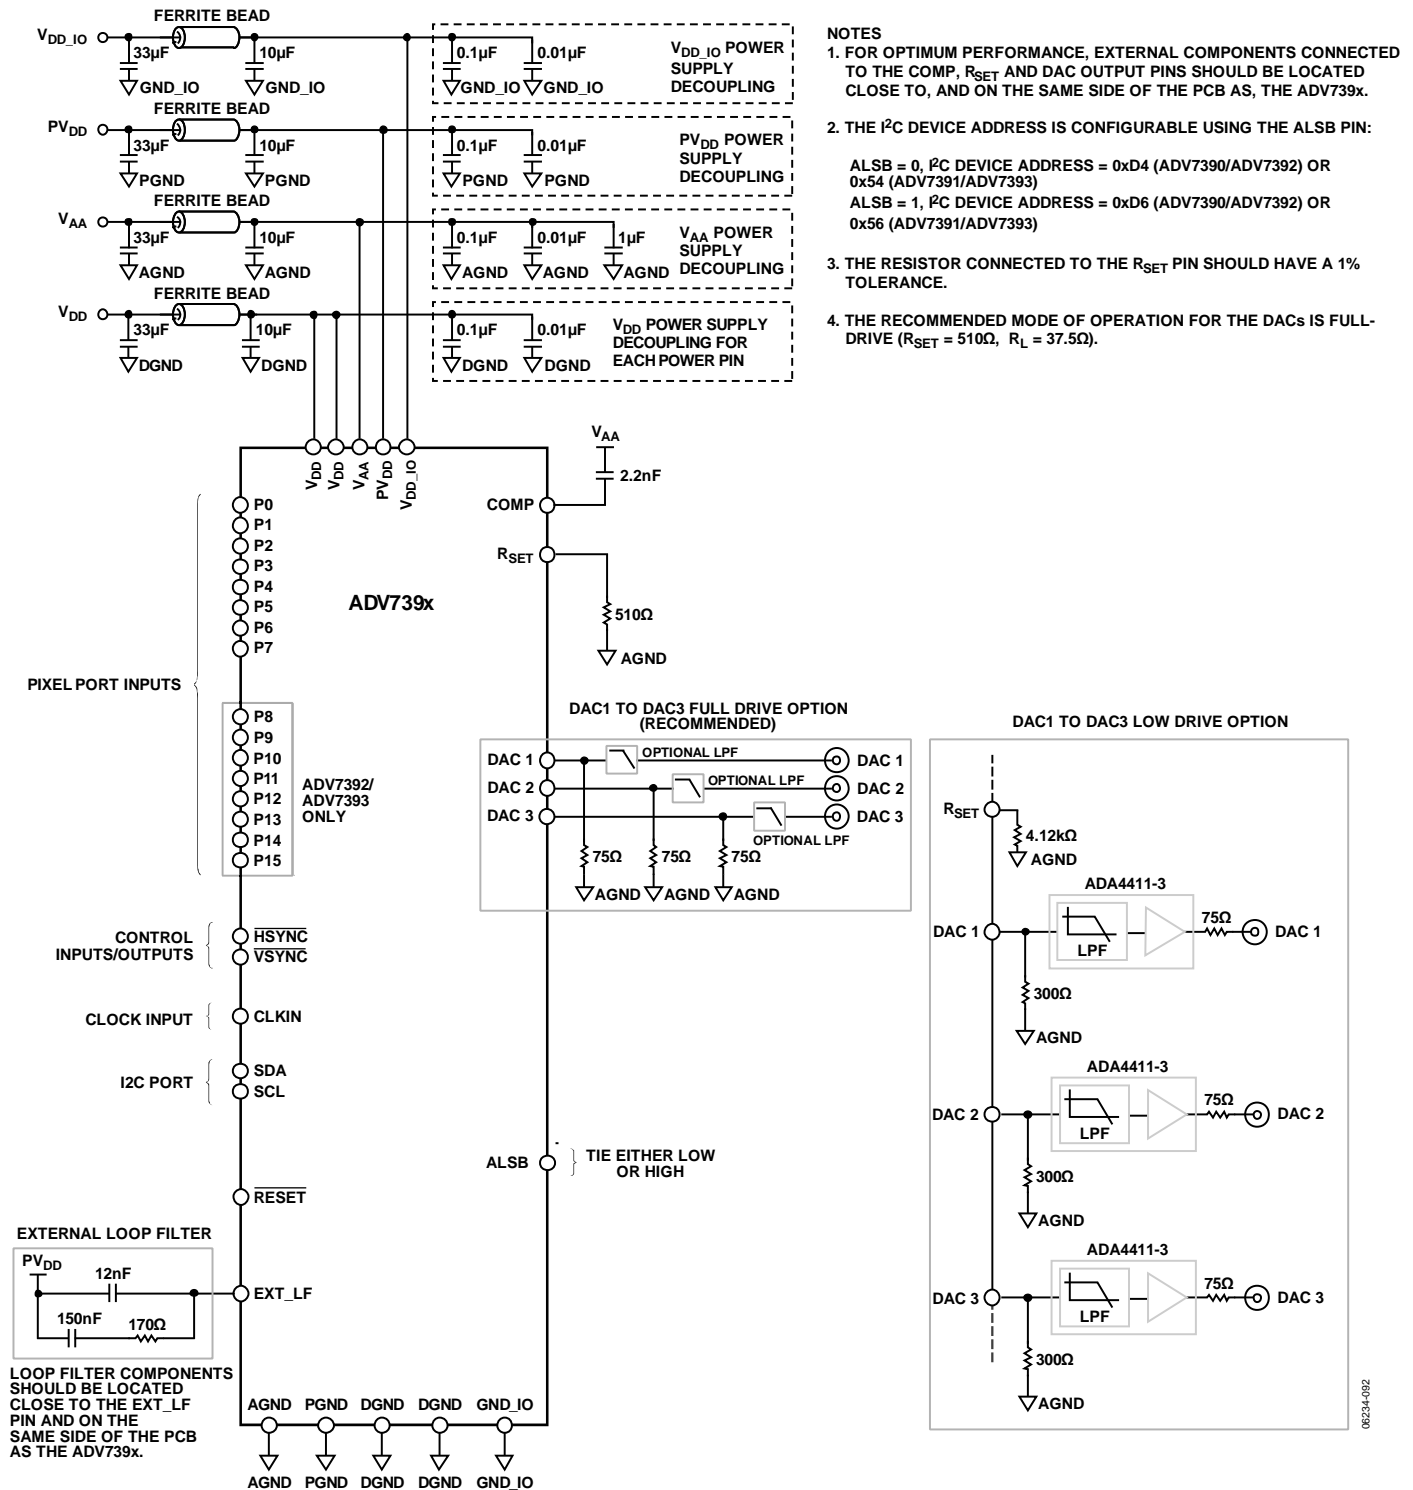 FERRITE BEAD
VDD_IO
33µF
10µF
0.1µF
0.01µF
GND_IO
GND_IO
GND_IO
GND_IO
VDD_IO POWER
SUPPLY
DECOUPLING
FERRITE BEAD
PVDD
33µF
10µF
0.1µF
0.01µF
PGND
PGND
PGND
PGND
PVDD POWER
SUPPLY
DECOUPLING
FERRITE BEAD
VAA
33µF
10µF
0.1µF
0.01µF
1µF
AGND
AGND
AGND
AGND
AGND
VAA POWER
SUPPLY
DECOUPLING
FERRITE BEAD
VDD
33µF
10µF
0.1µF
0.01µF
DGND
DGND
DGND
DGND
VDD POWER SUPPLY
DECOUPLING FOR
EACH POWER PIN
NOTES
1. FOR OPTIMUM PERFORMANCE, EXTERNAL COMPONENTS CONNECTED
TO THE COMP, RSET AND DAC OUTPUT PINS SHOULD BE LOCATED
CLOSE TO, AND ON THE SAME SIDE OF THE PCB AS, THE ADV739x.
2. THE I2C DEVICE ADDRESS IS CONFIGURABLE USING THE ALSB PIN:
ALSB = 0, I2C DEVICE ADDRESS = 0xD4 (ADV7390/ADV7392) OR
0x54 (ADV7391/ADV7393)
ALSB = 1, I2C DEVICE ADDRESS = 0xD6 (ADV7390/ADV7392) OR
0x56 (ADV7391/ADV7393)
3. THE RESISTOR CONNECTED TO THE RSET PIN SHOULD HAVE A 1%
TOLERANCE.
4. THE RECOMMENDED MODE OF OPERATION FOR THE DACs IS FULL-
DRIVE (RSET = 510Ω, RL = 37.5Ω).
VDD
VDD
VAA
PVDD
VDD_IO
VAA
2.2nF
COMP
RSET
510Ω
AGND
ADV739x
PIXEL PORT INPUTS
P0
P1
P2
P3
P4
P5
P6
P7
P8
P9
P10
P11
P12
P13
P14
P15
ADV7392/
ADV7393
ONLY
CONTROL
INPUTS/OUTPUTS
HSYNC
VSYNC
CLOCK INPUT
CLKIN
I2C PORT
SDA
SCL
RESET
EXTERNAL LOOP FILTER
PVDD
12nF
150nF
170Ω
EXT_LF
LOOP FILTER COMPONENTS
SHOULD BE LOCATED
CLOSE TO THE EXT_LF
PIN AND ON THE
SAME SIDE OF THE PCB
AS THE ADV739x.
AGND
PGND
DGND
DGND
GND_IO
AGND
PGND
DGND
DGND
GND_IO
ALSB
TIE EITHER LOW
OR HIGH
DAC1 TO DAC3 FULL DRIVE OPTION
(RECOMMENDED)
DAC 1
OPTIONAL LPF
DAC 1
DAC 2
OPTIONAL LPF
DAC 2
DAC 3
OPTIONAL LPF
DAC 3
75Ω
75Ω
75Ω
AGND
AGND
AGND
DAC1 TO DAC3 LOW DRIVE OPTION
RSET
4.12kΩ
AGND
ADA4411-3
DAC 1
LPF
75Ω
DAC 1
300Ω
AGND
ADA4411-3
DAC 2
LPF
75Ω
DAC 2
300Ω
AGND
ADA4411-3
DAC 3
LPF
75Ω
DAC 3
300Ω
AGND
06234-092